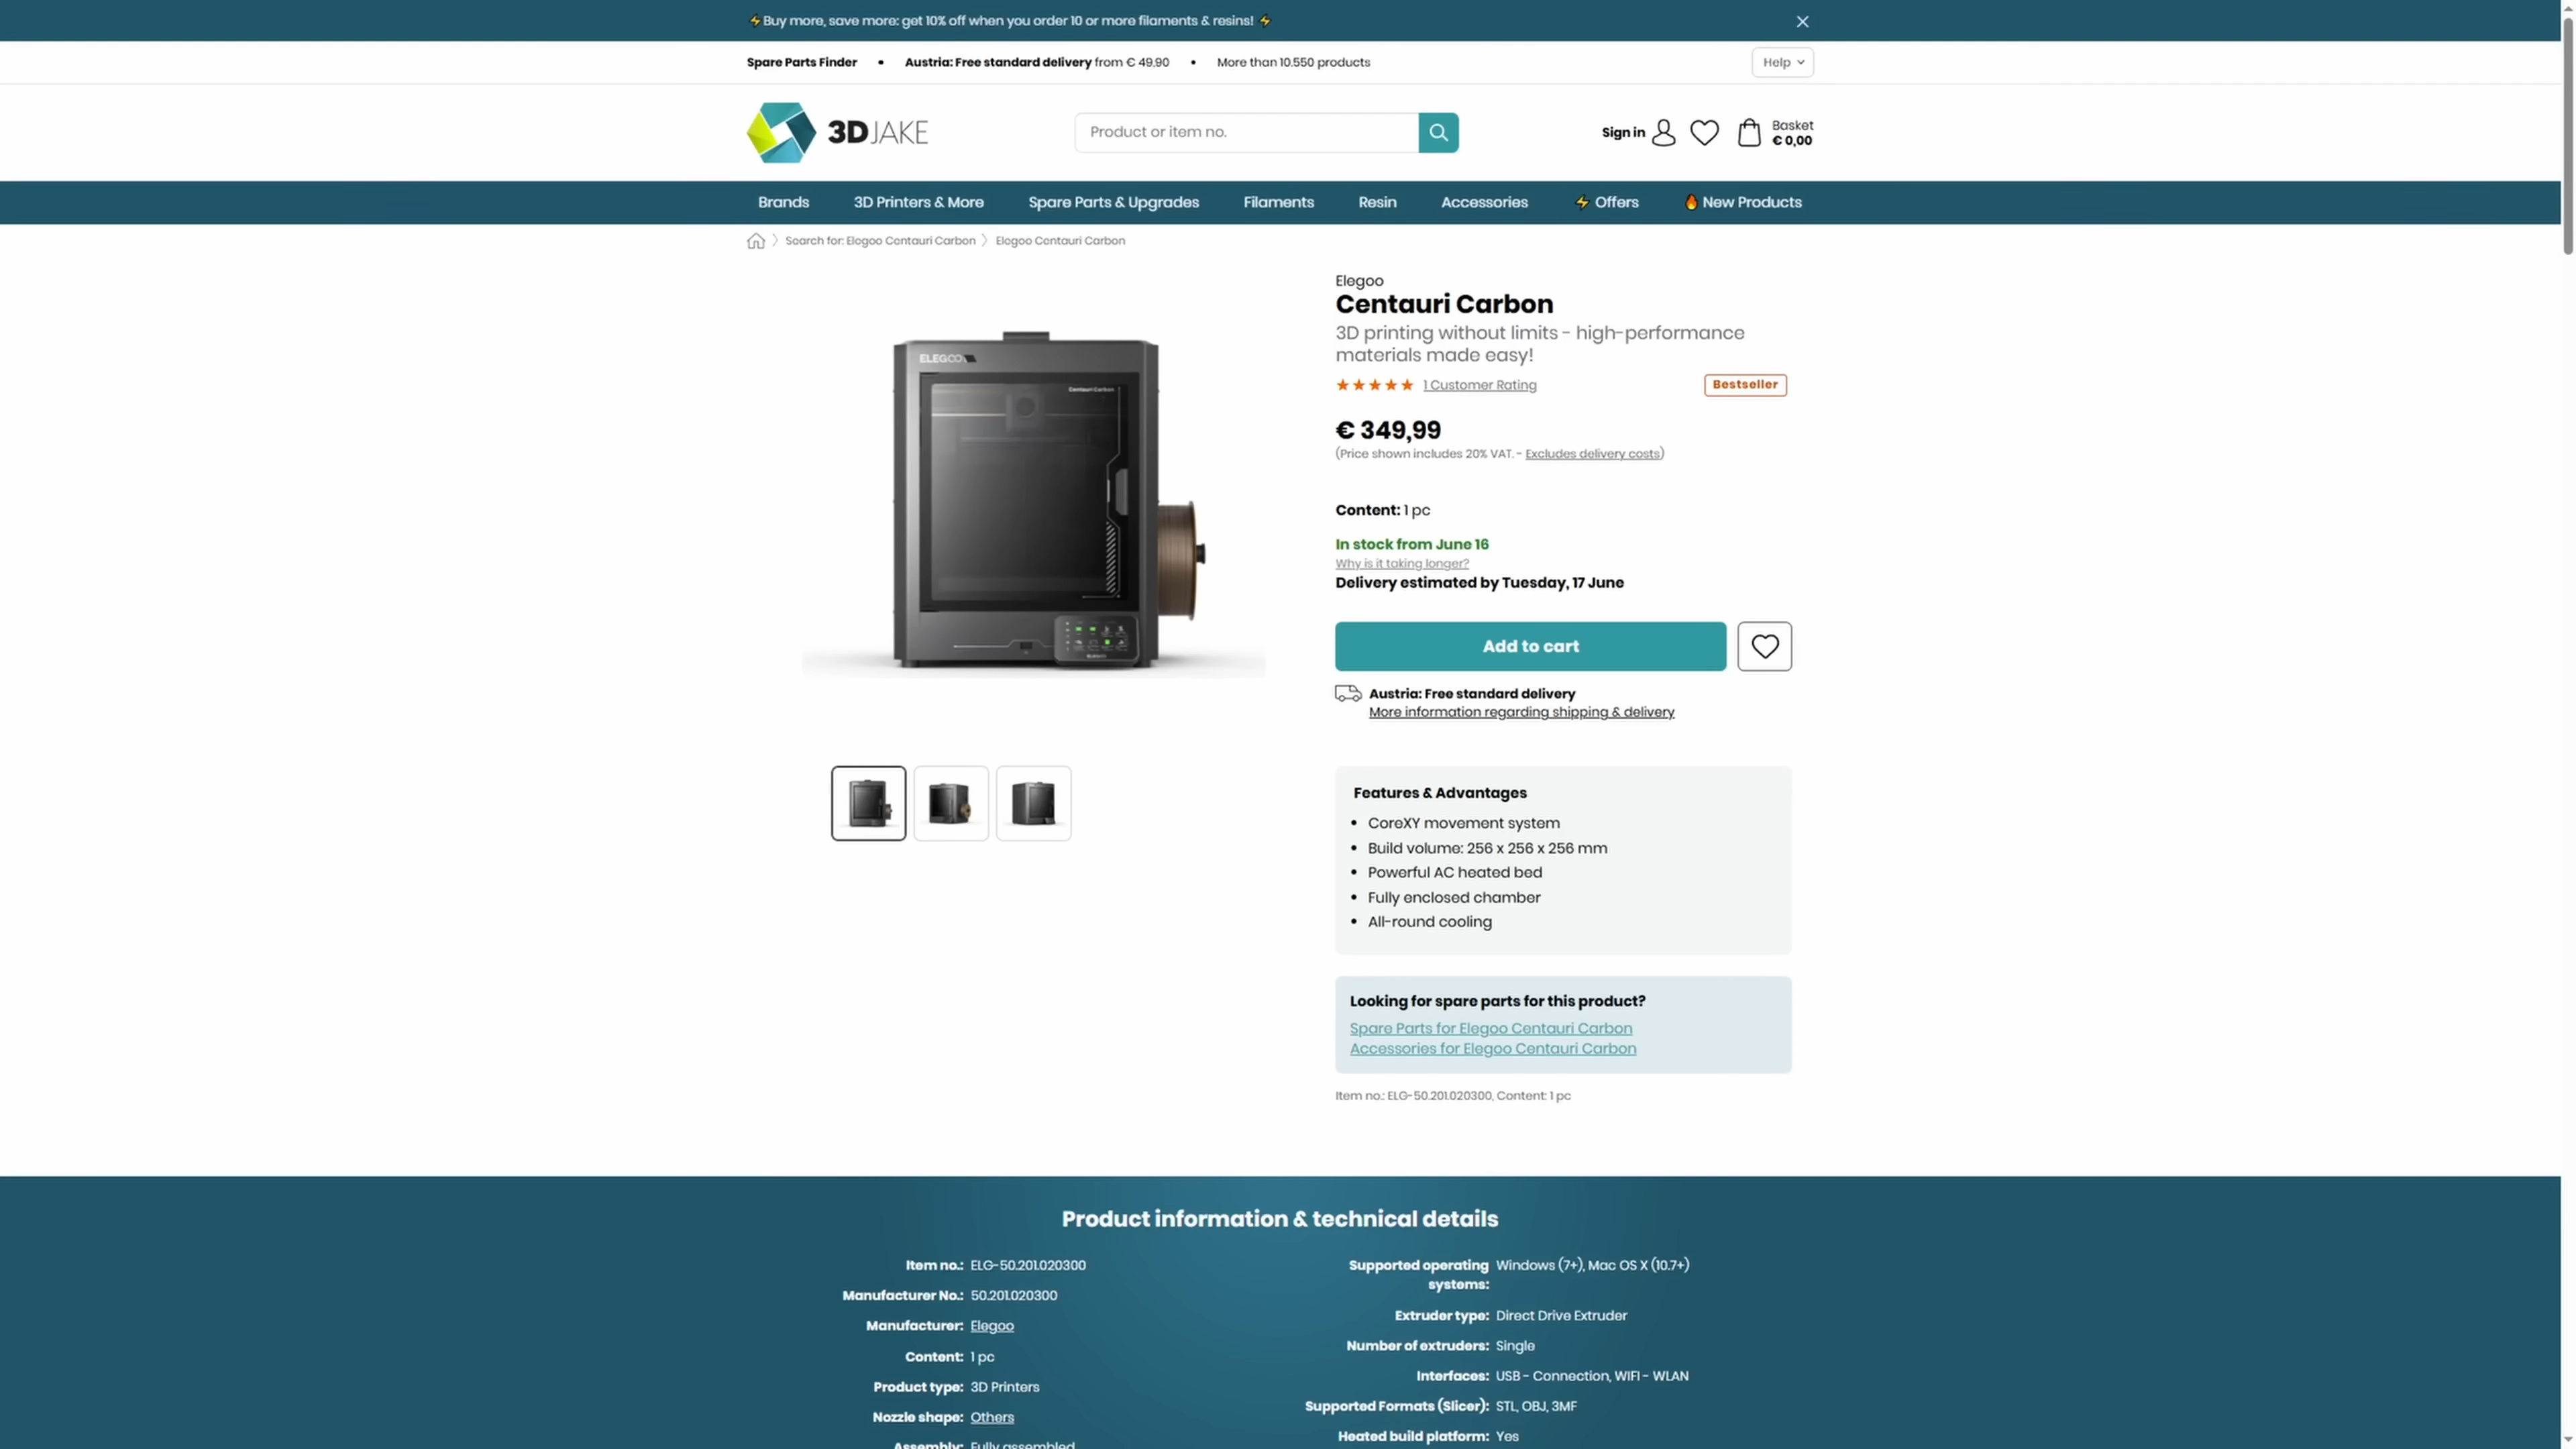 ⚡Buy more, save more: get 10% off when you order 10 or more filaments & resins! ⚡
Spare Parts Finder • Austria: Free standard delivery from € 49,90 • More than 10.550 products
Help
3DJAKE
Product or item no.
Sign in
Basket
€ 0,00
Brands 3D Printers & More Spare Parts & Upgrades Filaments Resin Accessories ⚡ Offers 🔥 New Products
Search for: Elegoo Centauri Carbon Elegoo Centauri Carbon
ELEGOO
Centauri Carbon
Elegoo
Centauri Carbon
3D printing without limits - high-performance
materials made easy!
1 Customer Rating
Bestseller
€ 349,99
(Price shown includes 20% VAT. - Excludes delivery costs)
Content: 1 pc
In stock from June 16
Why is it taking longer?
Delivery estimated by Tuesday, 17 June
Add to cart
Austria: Free standard delivery
More information regarding shipping & delivery
Features & Advantages
• CoreXY movement system
• Build volume: 256 x 256 x 256 mm
• Powerful AC heated bed
• Fully enclosed chamber
• All-round cooling
Looking for spare parts for this product?
Spare Parts for Elegoo Centauri Carbon
Accessories for Elegoo Centauri Carbon
Item no.: ELG-50.201.020300, Content: 1 pc
Product information & technical details
Item no.: ELG-50.201.020300
Manufacturer No.: 50.201.020300
Manufacturer: Elegoo
Content: 1 pc
Product type: 3D Printers
Nozzle shape: Others
Assembly: Fully assembled
Supported operating
systems: Windows (7+), Mac OS X (10.7+)
Extruder type: Direct Drive Extruder
Number of extruders: Single
Interfaces: USB - Connection, WIFI - WLAN
Supported Formats (Slicer): STL, OBJ, 3MF
Heated build platform: Yes